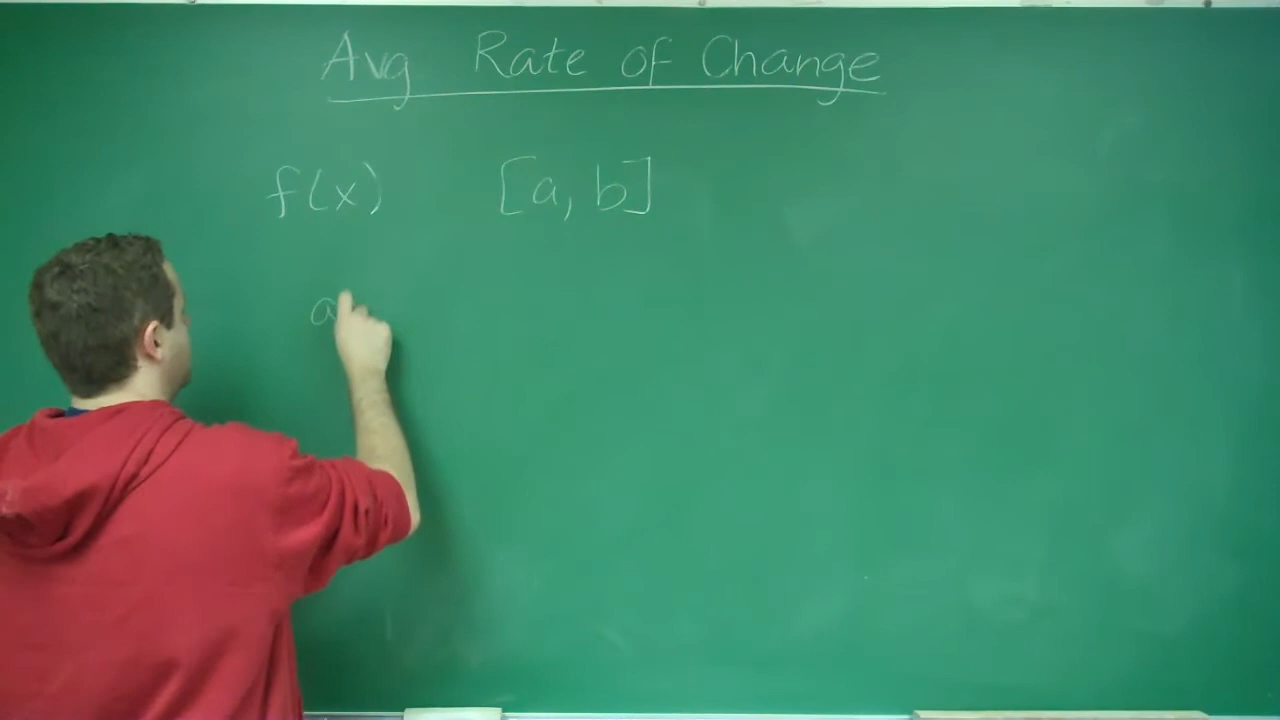 Avg Rate of Change
f(x) [a, b]
a